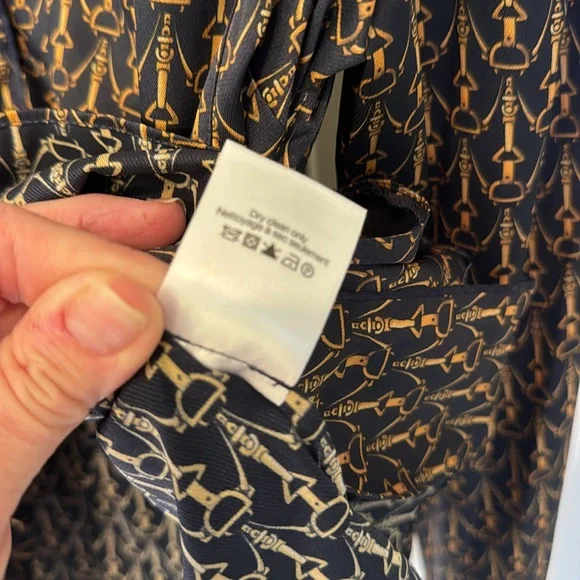 Dry clean only
Nettoyage à sec seulement